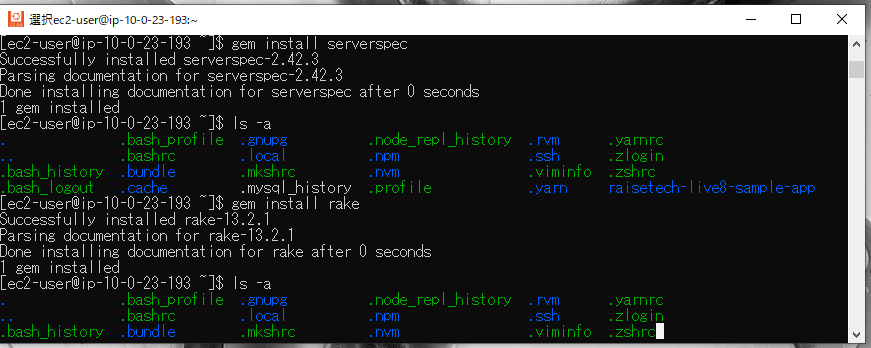 選択ec2-user@ip-10-0-23-193:~
[ec2-user@ip-10-0-23-193 ~]$ gem install serverspec
Successfully installed serverspec-2.42.3
Parsing documentation for serverspec-2.42.3
Done installing documentation for serverspec after 0 seconds
1 gem installed
[ec2-user@ip-10-0-23-193 ~]$ ls -a
. .bash_profile .gnupg .node_repl_history .rvm .yarnrc
.. .bashrc .local .npm .ssh .zlogin
.bash_history .bundle .mkshrc .nvm .viminfo .zshrc
.bash_logout .cache .mysql_history .profile .yarn raisetech-live8-sample-app
[ec2-user@ip-10-0-23-193 ~]$ gem install rake
Successfully installed rake-13.2.1
Parsing documentation for rake-13.2.1
Done installing documentation for rake after 0 seconds
1 gem installed
[ec2-user@ip-10-0-23-193 ~]$ ls -a
. .bash_profile .gnupg .node_repl_history .rvm .yarnrc
.. .bashrc .local .npm .ssh .zlogin
.bash_history .bundle .mkshrc .nvm .viminfo .zshrc